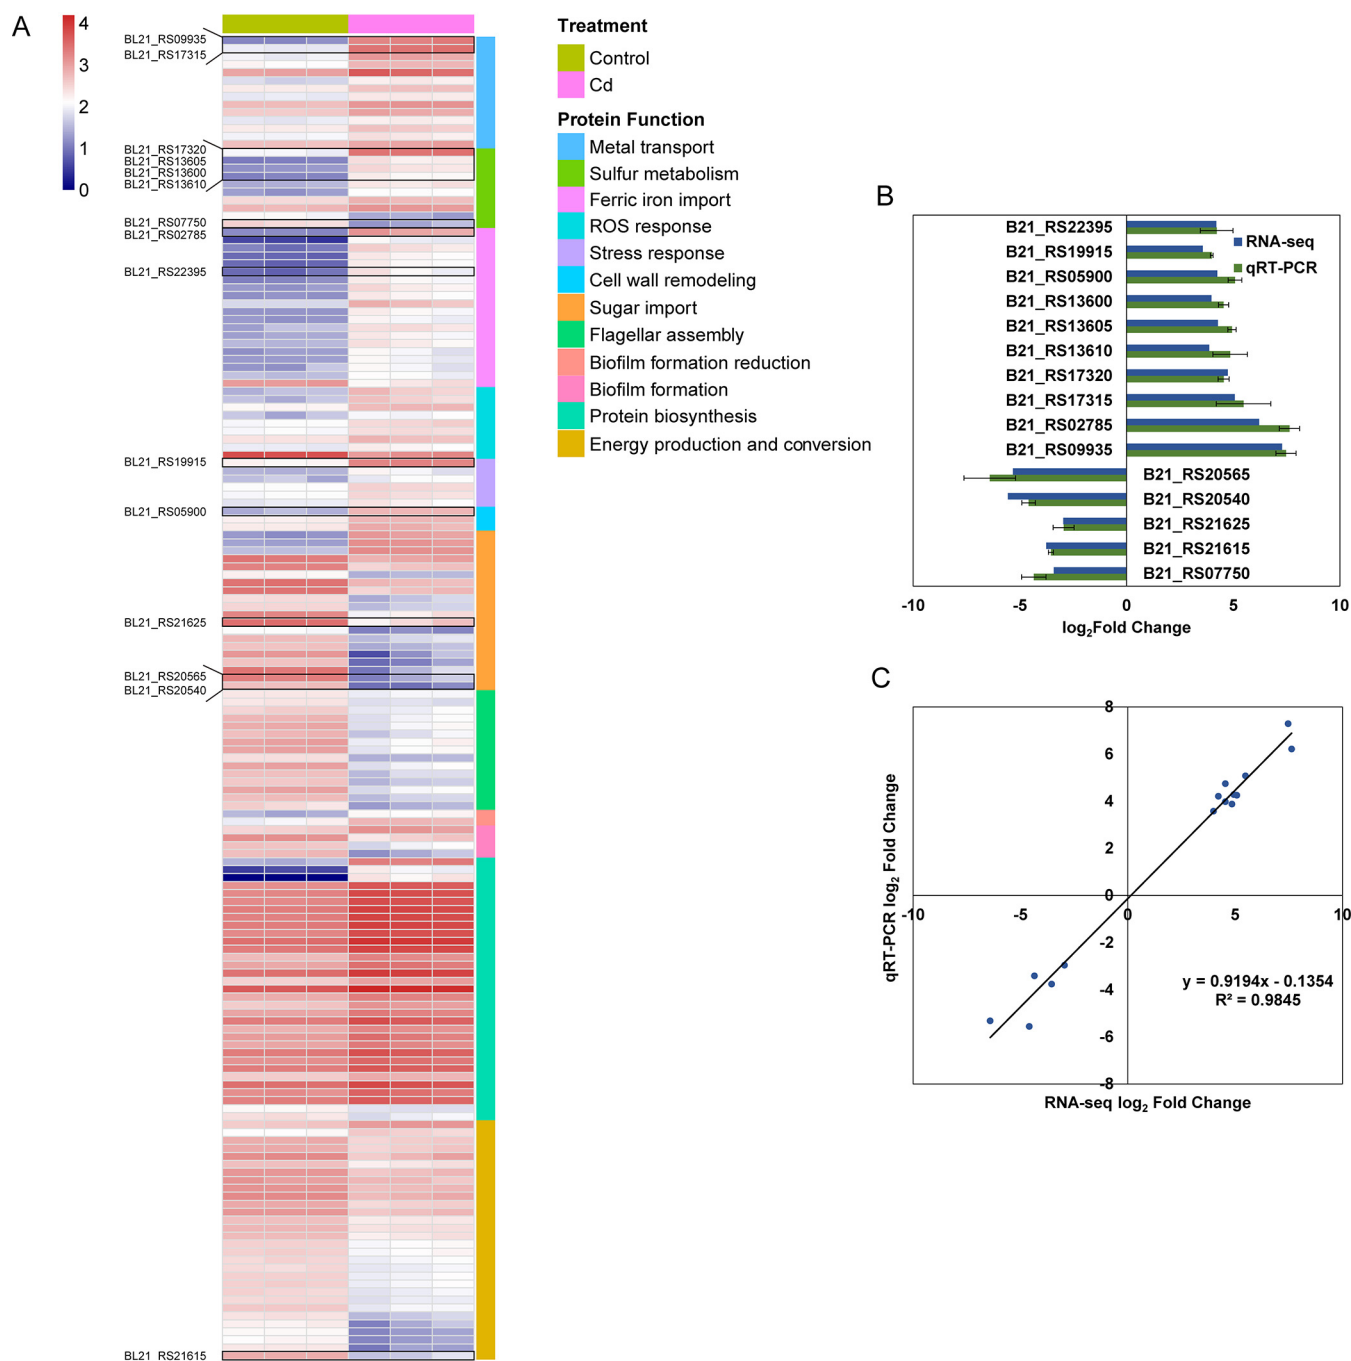 A
4
3
2
1
0
BL21_RS09935
BL21_RS17315
BL21_RS17320
BL21_RS13605
BL21_RS13600
BL21_RS13610
BL21_RS07750
BL21_RS02785
BL21_RS22395
BL21_RS19915
BL21_RS05900
BL21_RS21625
BL21_RS20565
BL21_RS20540
BL21_RS21615
Treatment
Control
Cd
Protein Function
Metal transport
Sulfur metabolism
Ferric iron import
ROS response
Stress response
Cell wall remodeling
Sugar import
Flagellar assembly
Biofilm formation reduction
Biofilm formation
Protein biosynthesis
Energy production and conversion
B
B21_RS22395
B21_RS19915
B21_RS05900
B21_RS13600
B21_RS13605
B21_RS13610
B21_RS17320
B21_RS17315
B21_RS02785
B21_RS09935
B21_RS20565
B21_RS20540
B21_RS21625
B21_RS21615
B21_RS07750
RNA-seq
qRT-PCR
-10 -5 0 5 10
log2Fold Change
C
8
6
4
2
0
-2
-4
-6
-8
-10 -5 0 5 10
qRT-PCR log2 Fold Change
y = 0.9194x - 0.1354
R² = 0.9845
RNA-seq log2 Fold Change